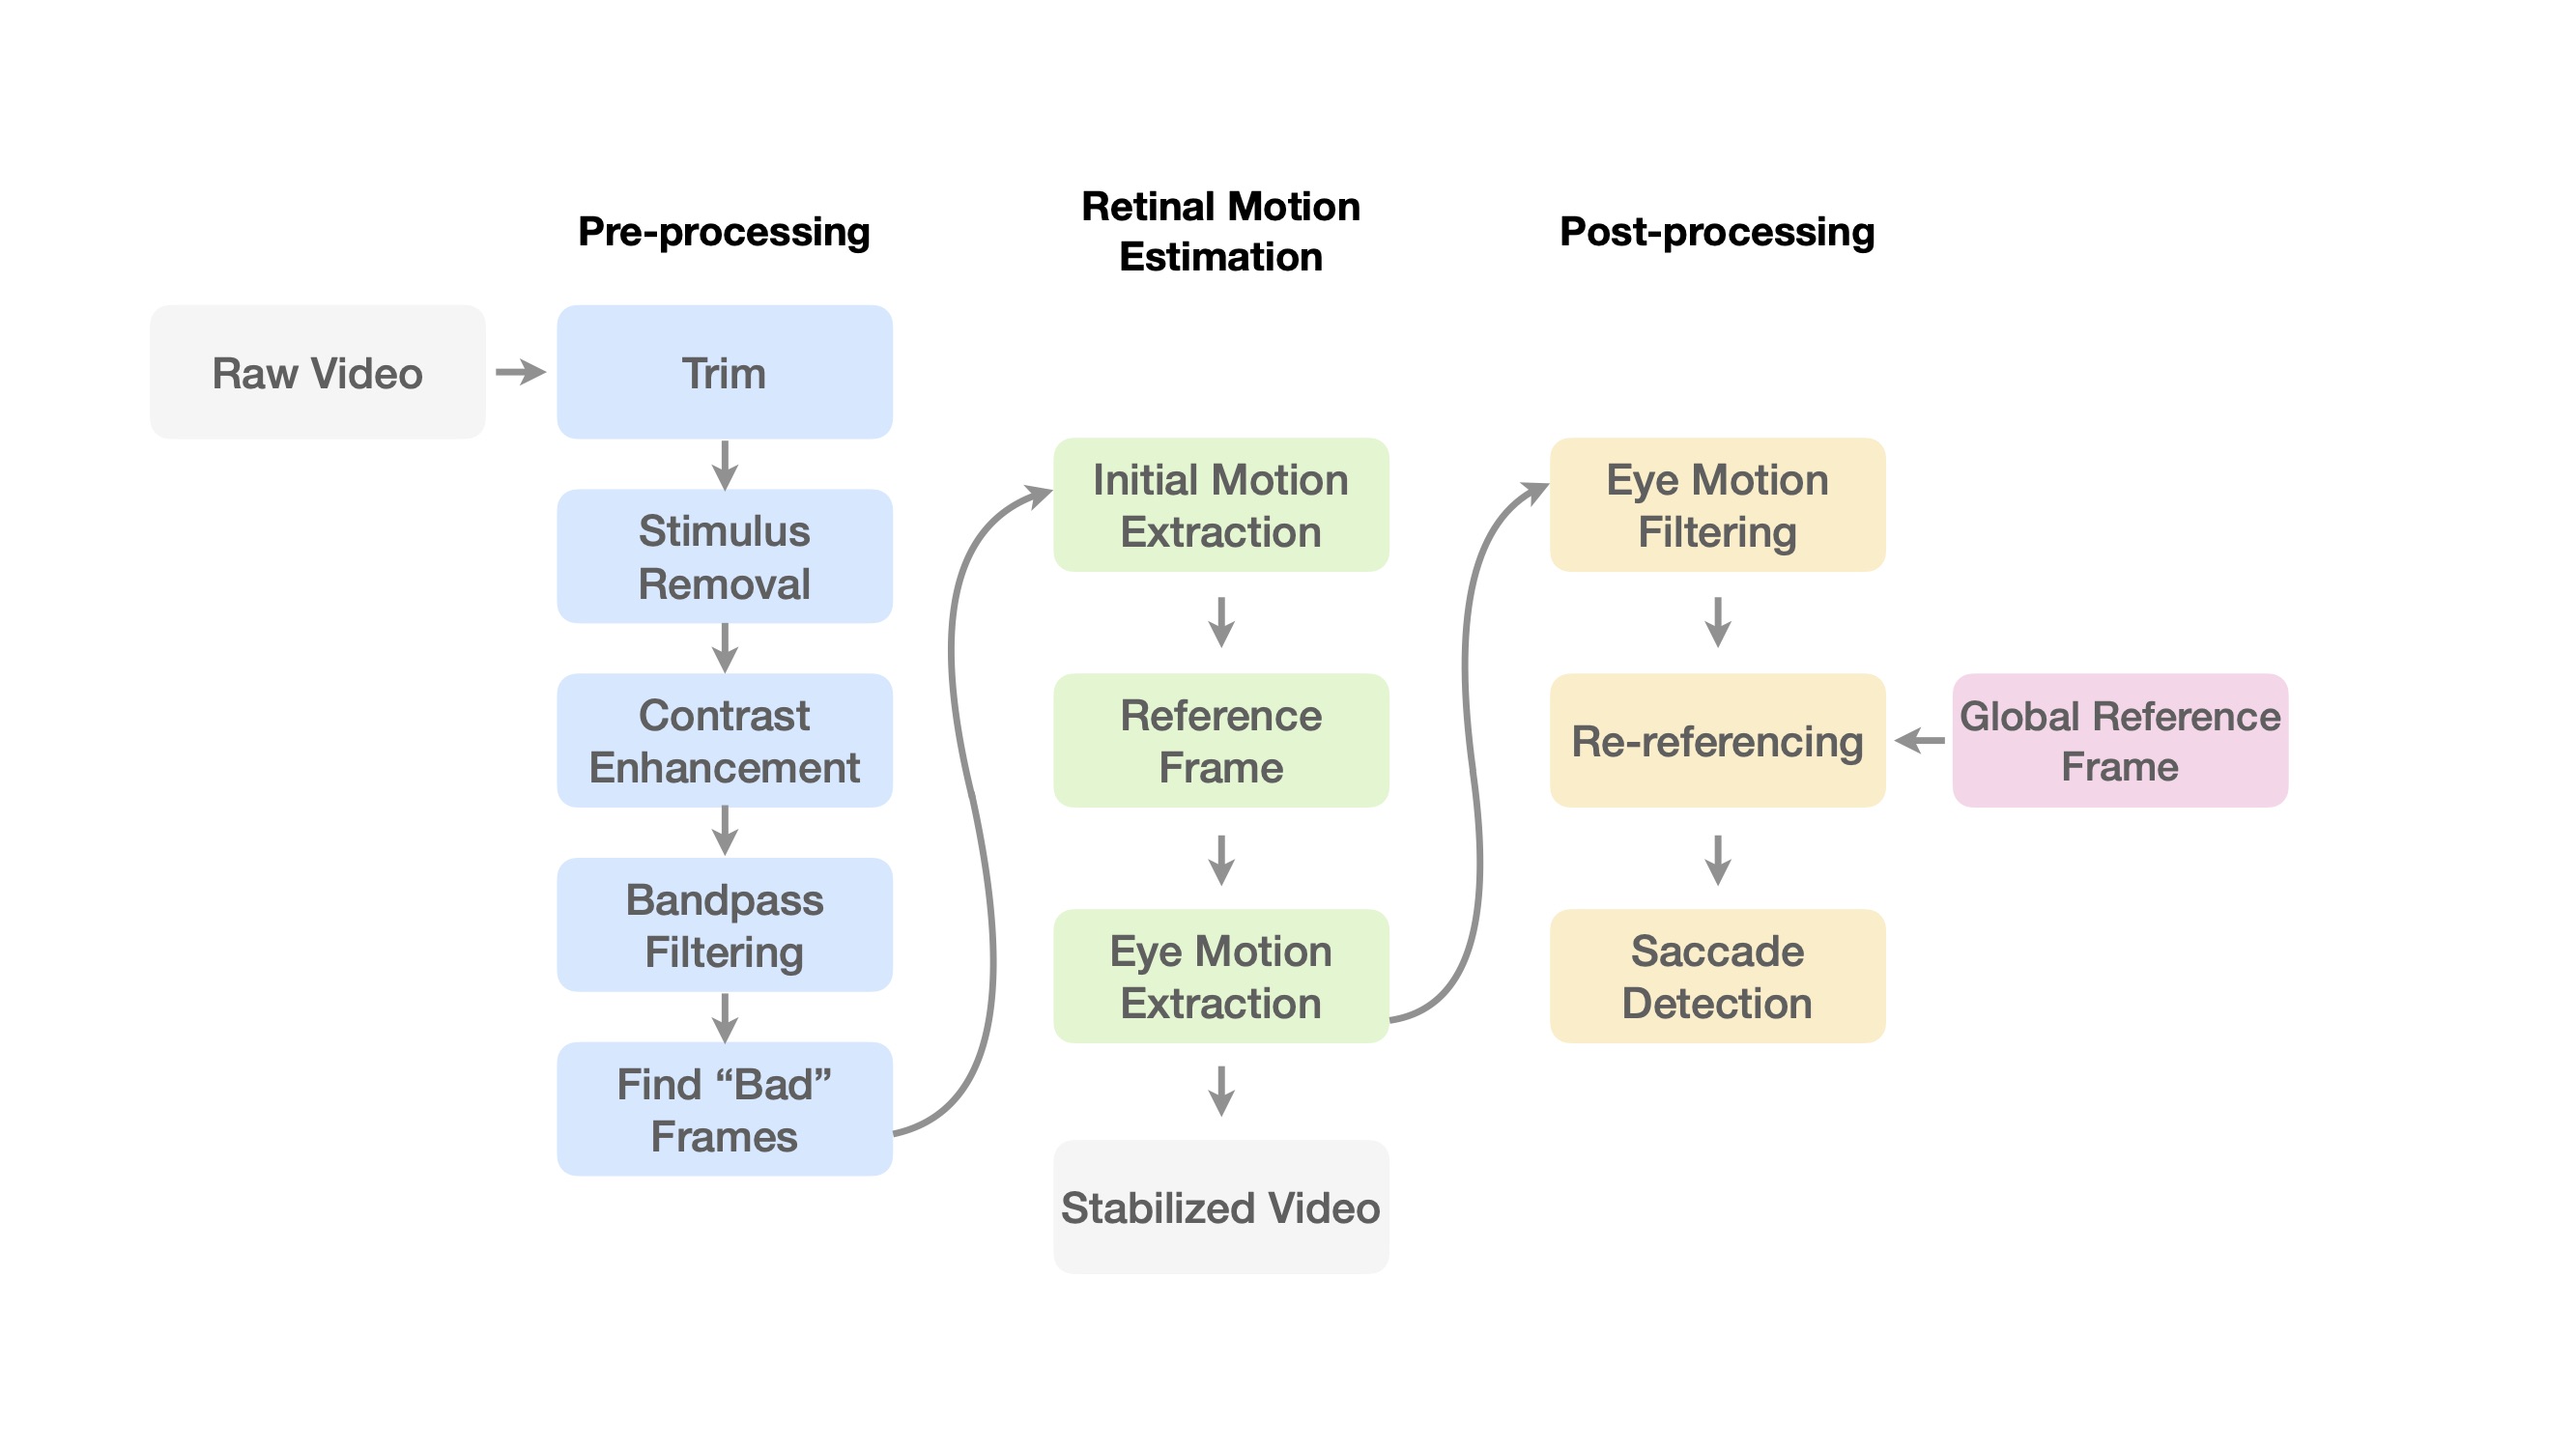 Pre-processing
Retinal Motion
Estimation
Post-processing
Raw Video
Trim
Stimulus
Removal
Contrast
Enhancement
Bandpass
Filtering
Find “Bad”
Frames
Initial Motion
Extraction
Reference
Frame
Eye Motion
Extraction
Stabilized Video
Eye Motion
Filtering
Re-referencing
Global Reference
Frame
Saccade
Detection